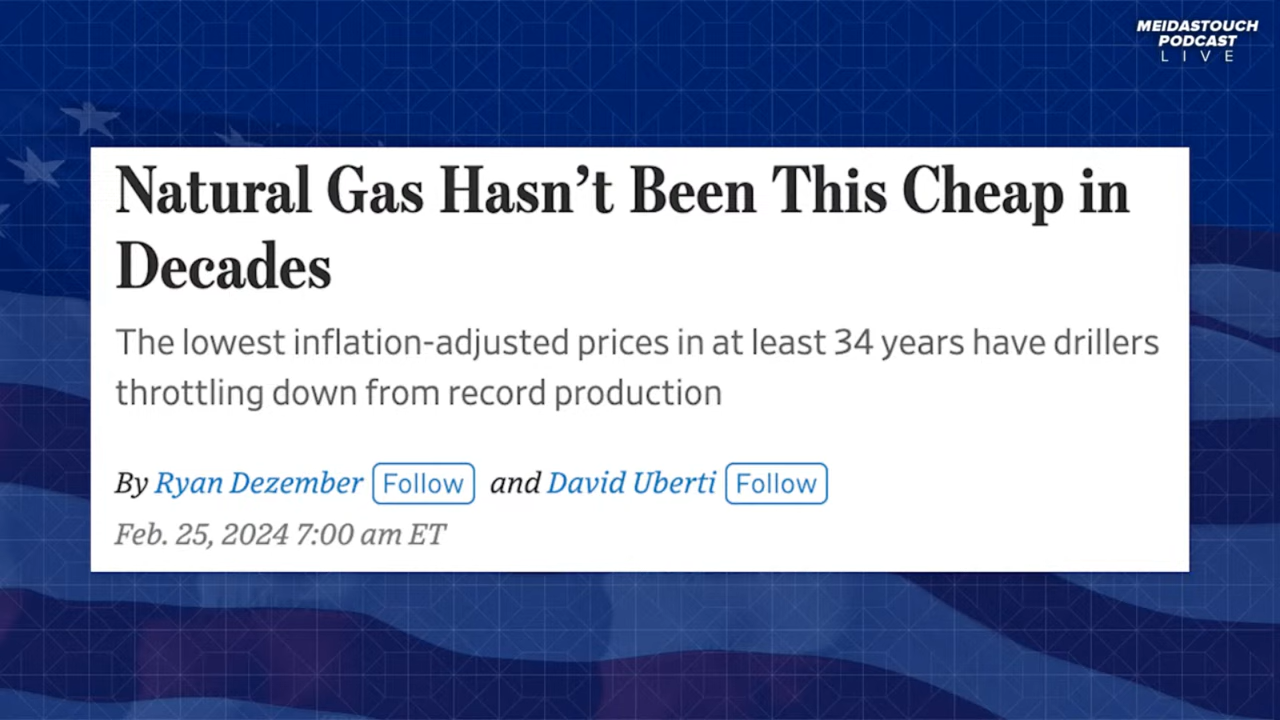 MEIDASTOUCH
PODCAST
LIVE
Natural Gas Hasn’t Been This Cheap in
Decades
The lowest inflation-adjusted prices in at least 34 years have drillers
throttling down from record production
By Ryan Dezember Follow and David Uberti Follow
Feb. 25, 2024 7:00 am ET